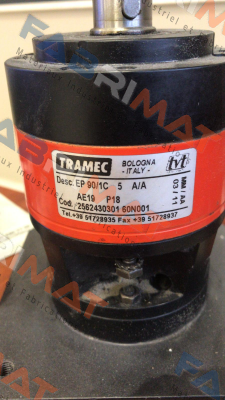 TRAMEC BOLOGNA - ITALY -
Desc. EP 90/1C 5 A/A
AE19 P18
Cod. 2562430301 60N001
Tel.+39 51728935 Fax +39 51728937
MM / AA
03 / 11
FABRIMAT